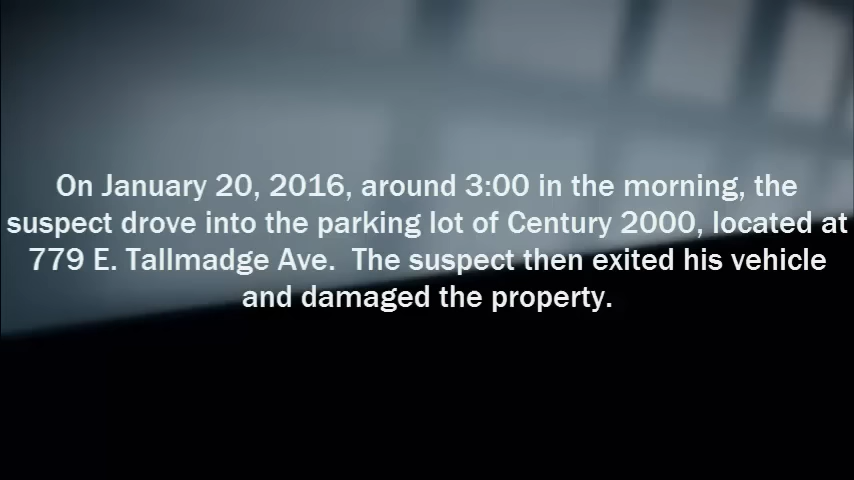 On January 20, 2016, around 3:00 in the morning, the
suspect drove into the parking lot of Century 2000, located at
779 E. Tallmadge Ave.  The suspect then exited his vehicle
and damaged the property.